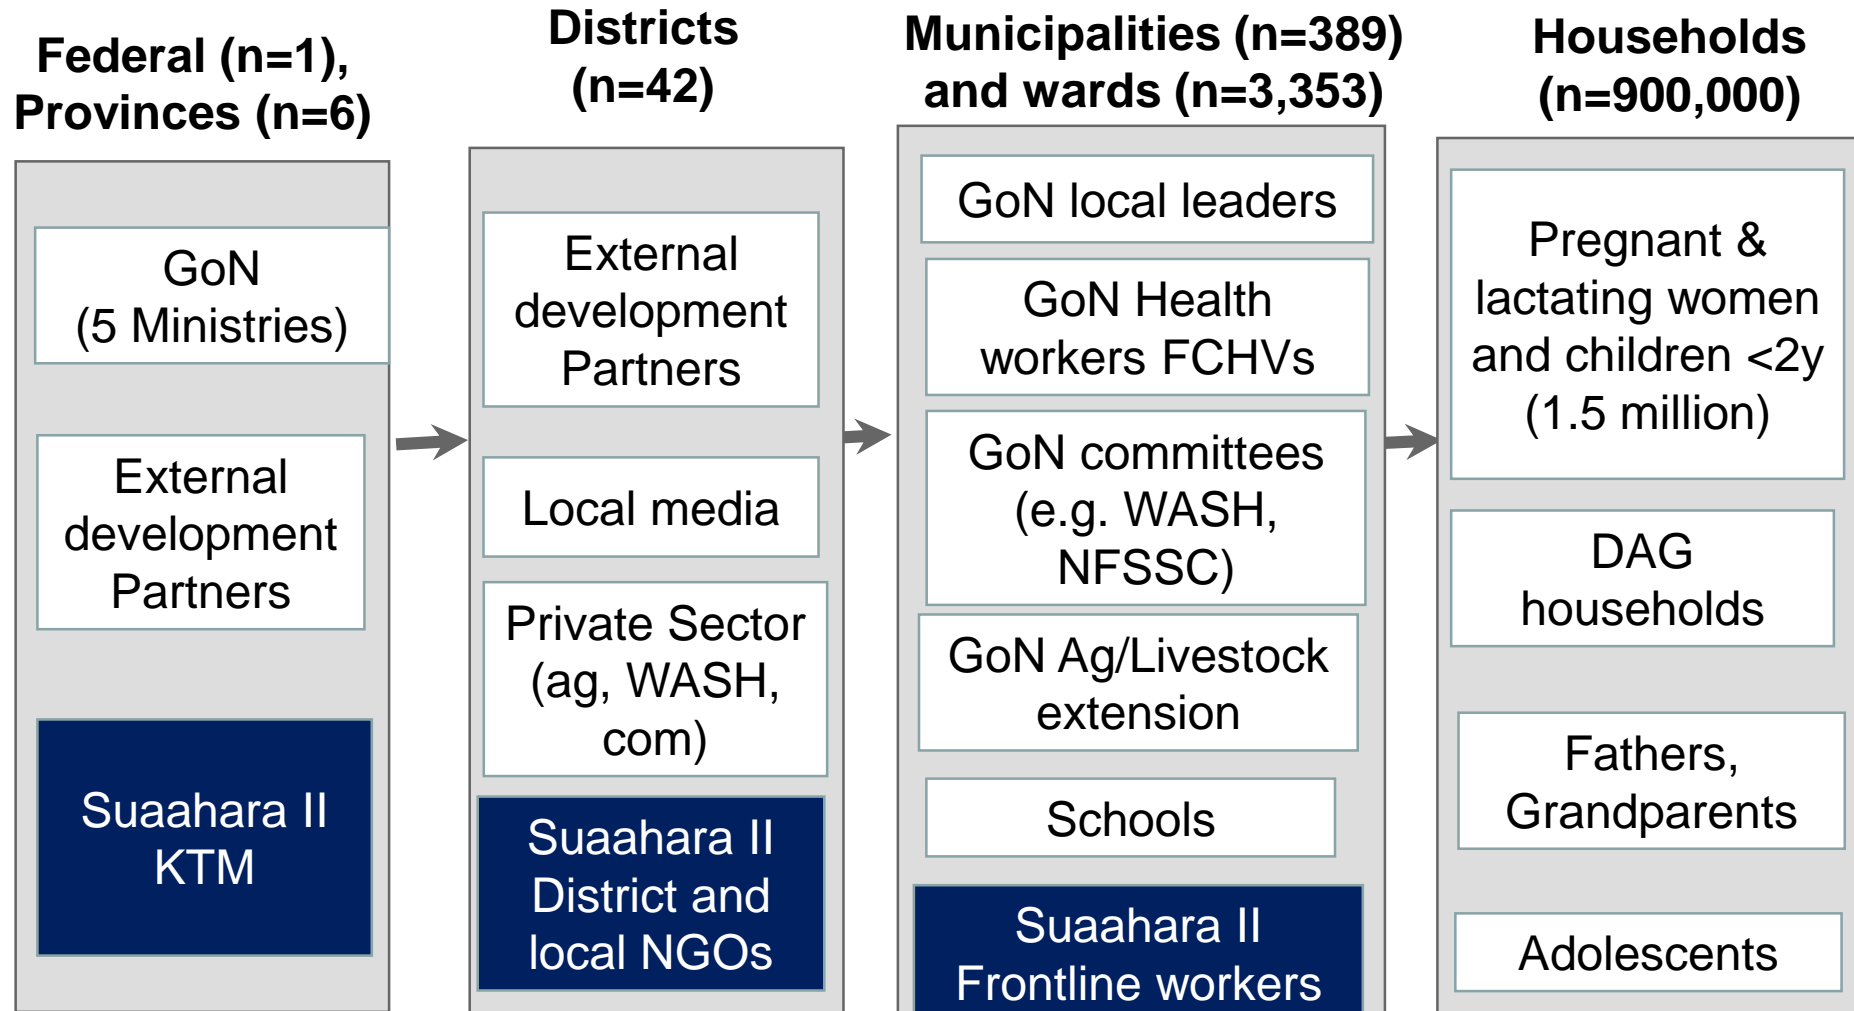 Federal (n=1),
Provinces (n=6)
GoN
(5 Ministries)
External
development
Partners
Suaahara II
KTM
Districts
(n=42)
External
development
Partners
Local media
Private Sector
(ag, WASH,
com)
Suaahara II
District and
local NGOs
Municipalities (n=389)
and wards (n=3,353)
GoN local leaders
GoN Health
workers FCHVs
GoN committees
(e.g. WASH,
NFSSC)
GoN Ag/Livestock
extension
Schools
Suaahara II
Frontline workers
Households
(n=900,000)
Pregnant &
lactating women
and children <2y
(1.5 million)
DAG
households
Fathers,
Grandparents
Adolescents